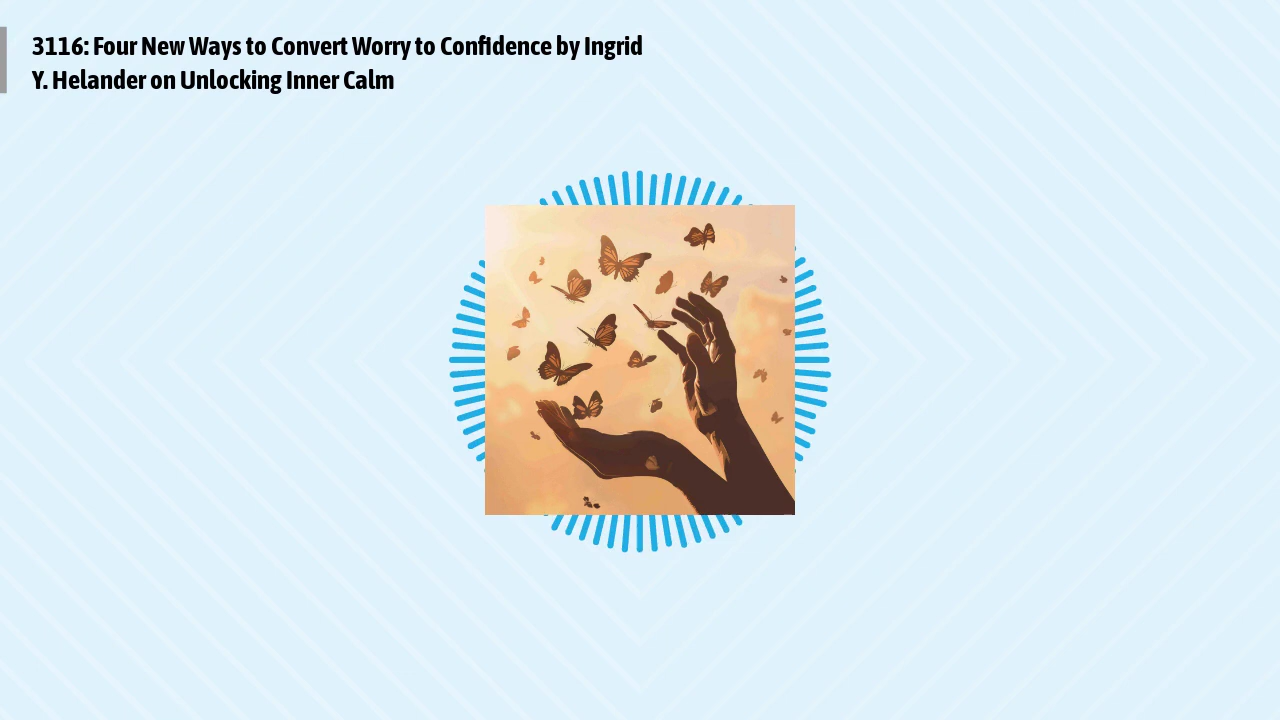 3116: Four New Ways to Convert Worry to Confidence by Ingrid
Y. Helander on Unlocking Inner Calm